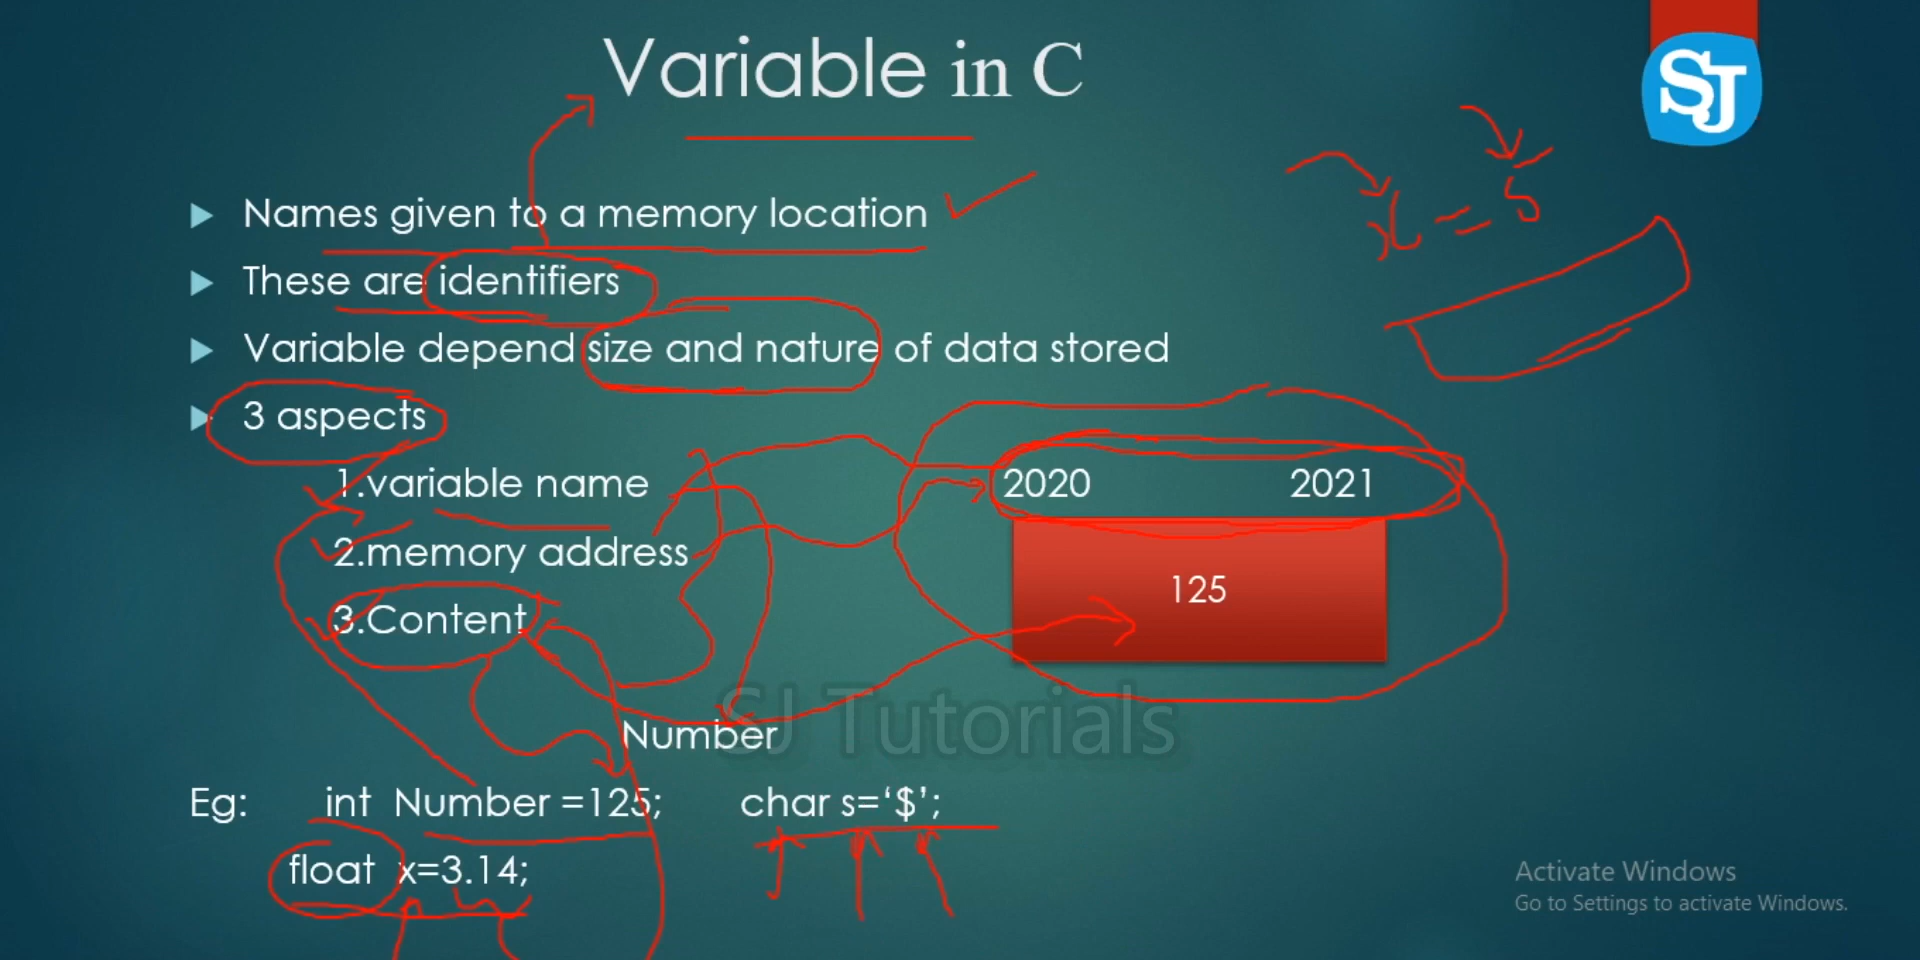 Variable in C
SJ
x = 5
Names given to a memory location
These are identifiers
Variable depend size and nature of data stored
3 aspects
1.variable name
2.memory address
3.Content
2020 2021
125
SJ Tutorials
Number
Eg: int Number =125; char s=‘$’;
float x=3.14;
Activate Windows
Go to Settings to activate Windows.